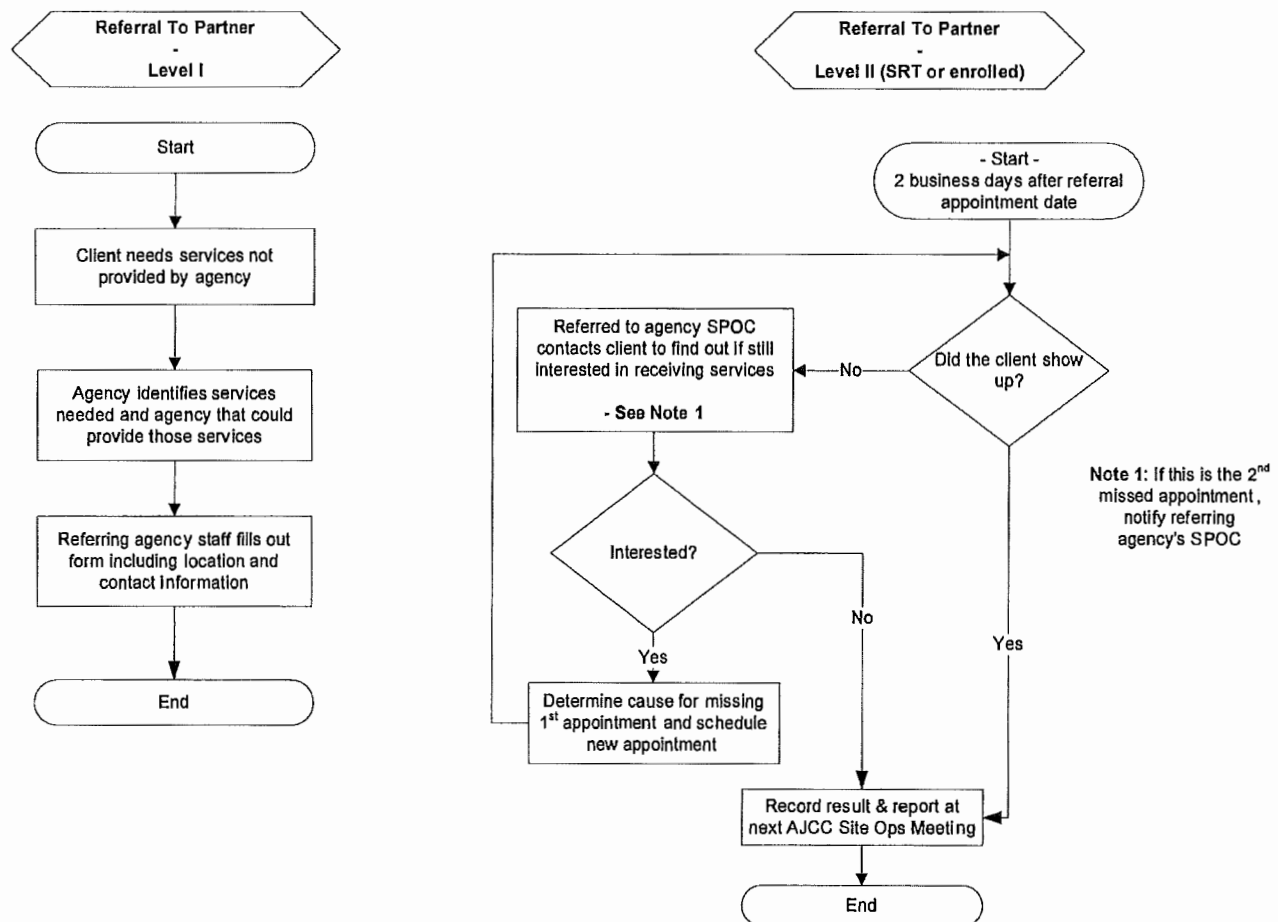 Referral To Partner
-
Level I
Start
Client needs services not
provided by agency
Agency identifies services
needed and agency that could
provide those services
Referring agency staff fills out
form including location and
contact information
End
Referral To Partner
-
Level II (SRT or enrolled)
- Start -
2 business days after referral
appointment date
Did the client show
up?
No
Yes
Referred to agency SPOC
contacts client to find out if still
interested in receiving services
- See Note 1
Interested?
No
Yes
Determine cause for missing
1st appointment and schedule
new appointment
Note 1: If this is the 2nd
missed appointment,
notify referring
agency's SPOC
Record result & report at
next AJCC Site Ops Meeting
End